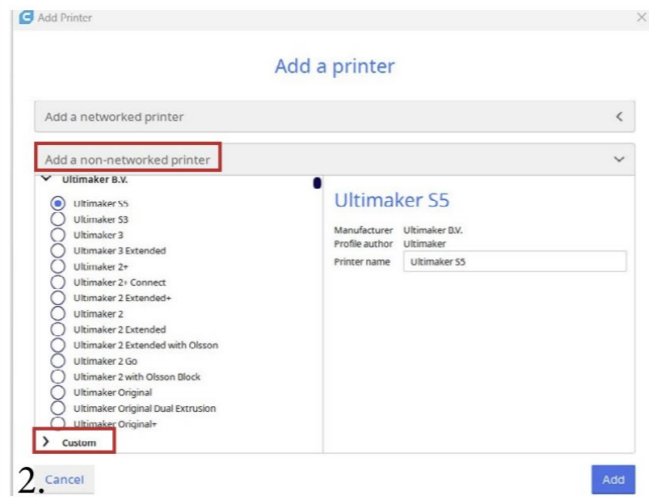 Add Printer
Add a printer
Add a networked printer
Add a non-networked printer
Ultimaker B.V.
Ultimaker S5
Ultimaker S3
Ultimaker 3
Ultimaker 3 Extended
Ultimaker 2+
Ultimaker 2+ Connect
Ultimaker 2 Extended+
Ultimaker 2
Ultimaker 2 Extended
Ultimaker 2 Extended with Olsson
Ultimaker 2 Go
Ultimaker 2 with Olsson Block
Ultimaker Original
Ultimaker Original Dual Extrusion
Ultimaker Original+
Custom
Ultimaker S5
Manufacturer Ultimaker B.V.
Profile author Ultimaker
Printer name Ultimaker S5
2.
Cancel
Add